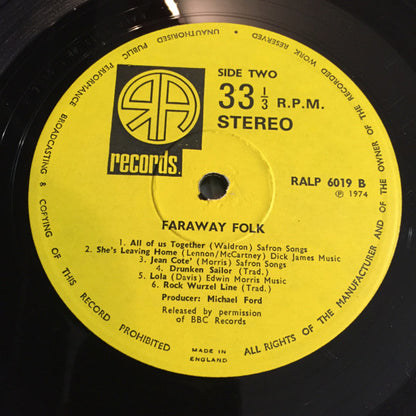 UNAUTHORISED PUBLIC PERFORMANCE BROADCASTING & COPYING OF THIS RECORD PROHIBITED
ALL RIGHTS OF THE MANUFACTURER AND OF THE OWNER OF THE RECORDED WORK RESERVED
RA
records.
SIDE TWO
33 1/3 R.P.M.
STEREO
RALP 6019 B
Ⓟ 1974
FARAWAY FOLK
1. All of us Together (Waldron) Safron Songs
2. She's Leaving Home (Lennon/McCartney) Dick James Music
3. Jean Cote' (Morris) Safron Songs
4. Drunken Sailor (Trad.)
5. Lola (Davis) Edwin Morris Music
6. Rock Wurzel Line (Trad.)
Producer: Michael Ford
Released by permission
of BBC Records
MADE IN
ENGLAND